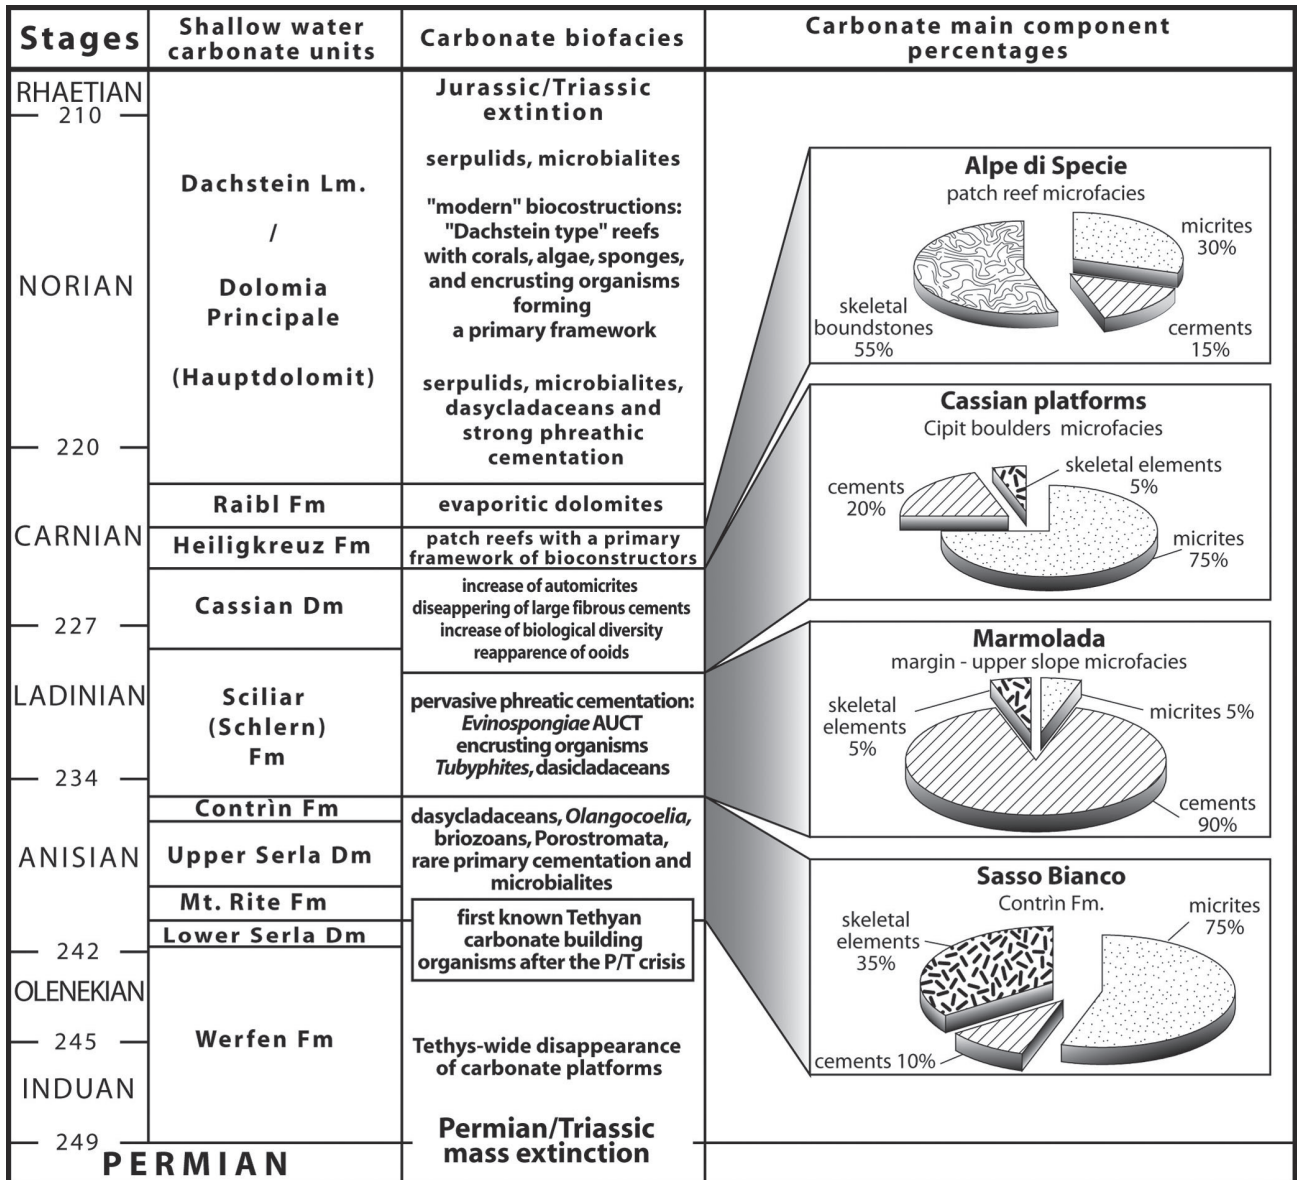 Stages
Shallow water
carbonate units
Carbonate biofacies
Carbonate main component
percentages
RHAETIAN
210
NORIAN
220
CARNIAN
227
LADINIAN
234
ANISIAN
242
OLENEKIAN
245
INDUAN
249
PERMIAN
Dachstein Lm.
/
Dolomia
Principale
(Hauptdolomit)
Raibl Fm
Heiligkreuz Fm
Cassian Dm
Sciliar
(Schlern)
Fm
Contrìn Fm
Upper Serla Dm
Mt. Rite Fm
Lower Serla Dm
Werfen Fm
Jurassic/Triassic
extintion
serpulids, microbialites
"modern" biocostructions:
"Dachstein type" reefs
with corals, algae, sponges,
and encrusting organisms
forming
a primary framework
serpulids, microbialites,
dasycladaceans and
strong phreathic
cementation
evaporitic dolomites
patch reefs with a primary
framework of bioconstructors
increase of automicrites
diseappering of large fibrous cements
increase of biological diversity
reapparence of ooids
pervasive phreatic cementation:
Evinospongiae AUCT
encrusting organisms
Tubyphites, dasicladaceans
dasycladaceans, Olangocoelia,
briozoans, Porostromata,
rare primary cementation and
microbialites
first known Tethyan
carbonate building
organisms after the P/T crisis
Tethys-wide disappearance
of carbonate platforms
Permian/Triassic
mass extinction
Alpe di Specie
patch reef microfacies
micrites
30%
skeletal
boundstones
55%
cerments
15%
Cassian platforms
Cipit boulders microfacies
skeletal elements
5%
cements
20%
micrites
75%
Marmolada
margin - upper slope microfacies
skeletal
elements
5%
micrites 5%
cements
90%
Sasso Bianco
Contrìn Fm.
micrites
75%
skeletal
elements
35%
cements 10%